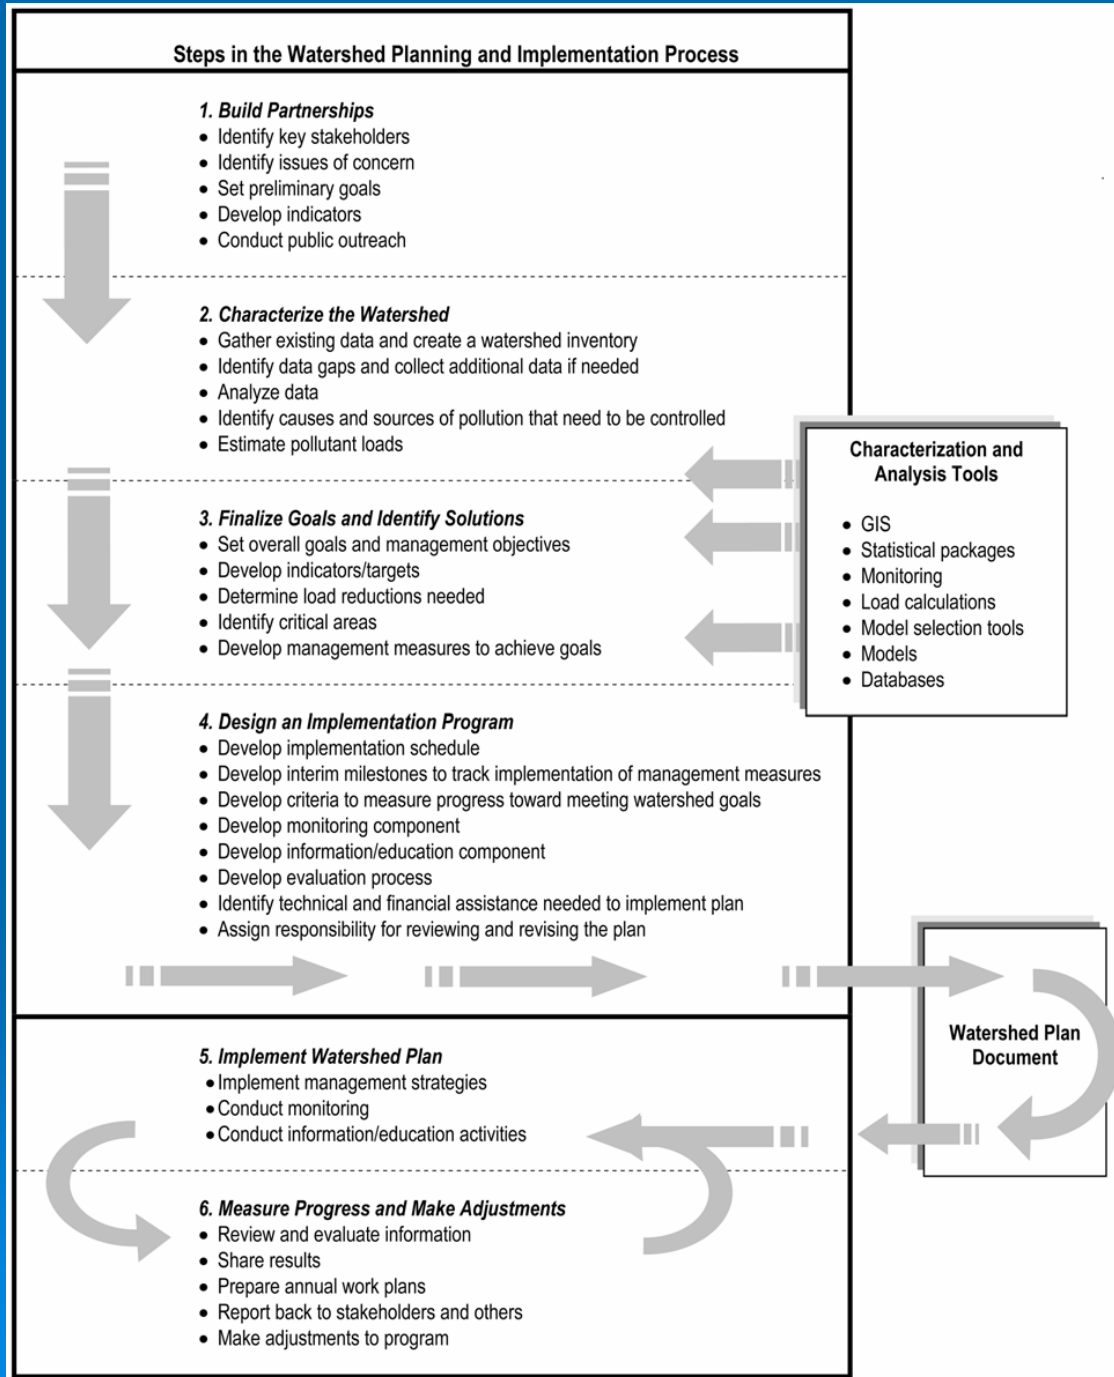 Steps in the Watershed Planning and Implementation Process
1. Build Partnerships
• Identify key stakeholders
• Identify issues of concern
• Set preliminary goals
• Develop indicators
• Conduct public outreach
2. Characterize the Watershed
• Gather existing data and create a watershed inventory
• Identify data gaps and collect additional data if needed
• Analyze data
• Identify causes and sources of pollution that need to be controlled
• Estimate pollutant loads
Characterization and
Analysis Tools
• GIS
• Statistical packages
• Monitoring
• Load calculations
• Model selection tools
• Models
• Databases
3. Finalize Goals and Identify Solutions
• Set overall goals and management objectives
• Develop indicators/targets
• Determine load reductions needed
• Identify critical areas
• Develop management measures to achieve goals
4. Design an Implementation Program
• Develop implementation schedule
• Develop interim milestones to track implementation of management measures
• Develop criteria to measure progress toward meeting watershed goals
• Develop monitoring component
• Develop information/education component
• Develop evaluation process
• Identify technical and financial assistance needed to implement plan
• Assign responsibility for reviewing and revising the plan
Watershed Plan
Document
5. Implement Watershed Plan
• Implement management strategies
• Conduct monitoring
• Conduct information/education activities
6. Measure Progress and Make Adjustments
• Review and evaluate information
• Share results
• Prepare annual work plans
• Report back to stakeholders and others
• Make adjustments to program